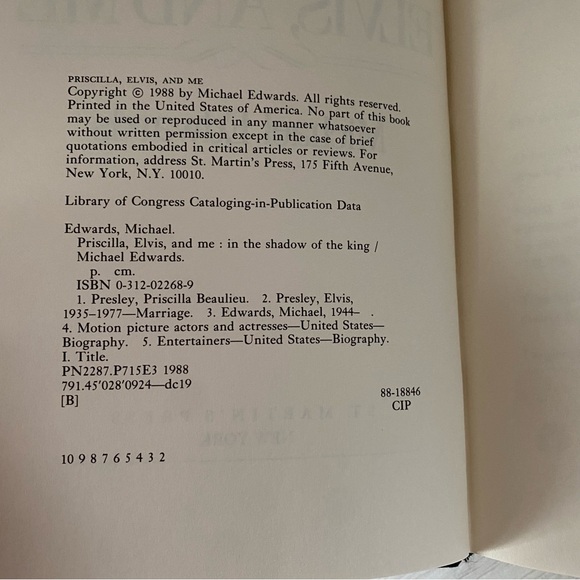 PRISCILLA, ELVIS, AND ME
Copyright © 1988 by Michael Edwards. All rights reserved.
Printed in the United States of America. No part of this book
may be used or reproduced in any manner whatsoever
without written permission except in the case of brief
quotations embodied in critical articles or reviews. For
information, address St. Martin's Press, 175 Fifth Avenue,
New York, N.Y. 10010.
Library of Congress Cataloging-in-Publication Data
Edwards, Michael.
Priscilla, Elvis, and me : in the shadow of the king /
Michael Edwards.
p. cm.
ISBN 0-312-02268-9
1. Presley, Priscilla Beaulieu. 2. Presley, Elvis,
1935-1977—Marriage. 3. Edwards, Michael, 1944- .
4. Motion picture actors and actresses—United States—
Biography. 5. Entertainers—United States—Biography.
I. Title.
PN2287.P715E3 1988
791.45'028'0924—dc19
[B]
88-18846
CIP
10 9 8 7 6 5 4 3 2